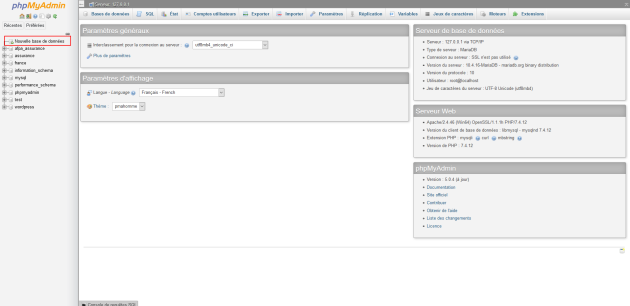 phpMyAdmin
Récentes Préférées
Nouvelle base de données
assurance
france
information_schema
mysql
performance_schema
phpmyadmin
test
wordpress
Serveur: 127.0.0.1
Bases de données SQL État Comptes utilisateurs Exporter Importer Paramètres Réplication Variables Jeux de caractères Moteurs Extensions
Paramètres généraux
Interclassement pour la connexion au serveur : utf8mb4_unicode_ci
Plus de paramètres
Paramètres d'affichage
Langue - Language Français - French
Thème : pmahomme
Serveur de base de données
Serveur : 127.0.0.1 via TCP/IP
Type de serveur : MariaDB
Connexion au serveur : SSL n'est pas utilisé
Version du serveur : 10.4.16-MariaDB - mariadb.org binary distribution
Version du protocole : 10
Utilisateur : root@localhost
Jeu de caractères du serveur : UTF-8 Unicode (utf8mb4)
Serveur Web
Apache/2.4.46 (Win64) OpenSSL/1.1.1h PHP/7.4.12
Version du client de base de données : libmysql - mysqlnd 7.4.12
Extension PHP : mysqli curl mbstring
Version de PHP : 7.4.12
phpMyAdmin
Version : 5.0.4 (à jour)
Documentation
Site officiel
Contribuer
Obtenir de l'aide
Liste des changements
Licence
Console de requêtes SQL